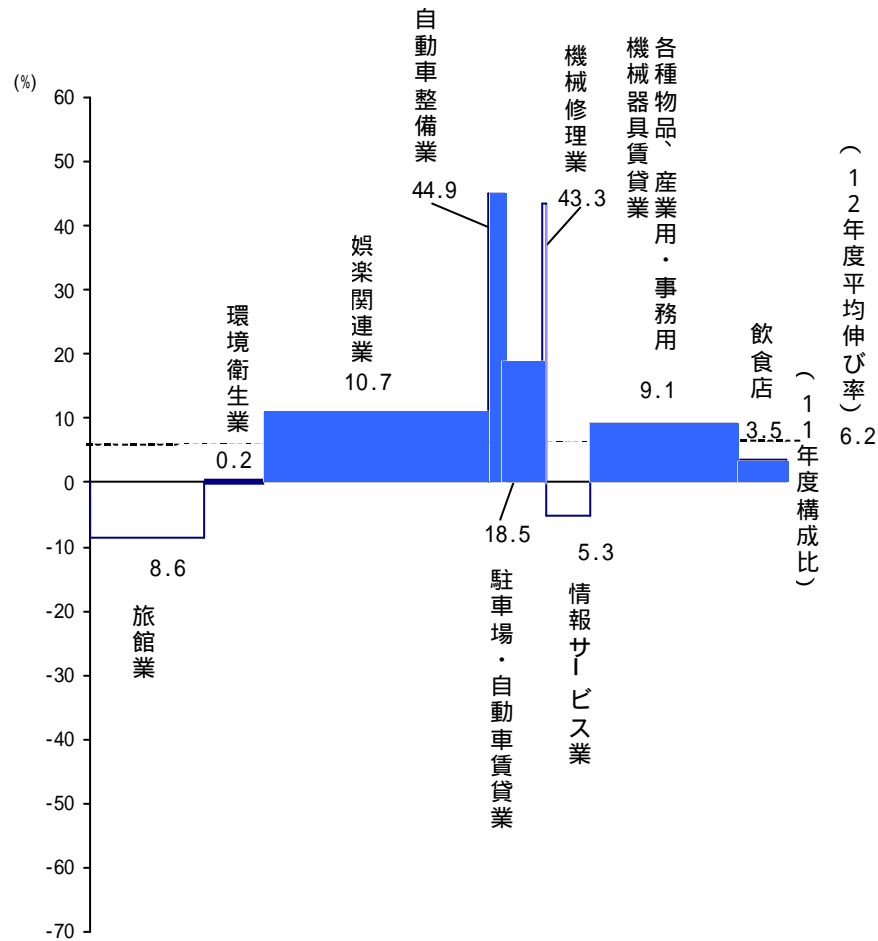 (%)
60
50
40
30
20
10
0
-10
-20
-30
-40
-50
-60
-70
旅館業
8.6
環境衛生業
0.2
娯楽関連業
10.7
自動車整備業
44.9
駐車場・自動車賃貸業
18.5
機械修理業
43.3
情報サービス業
5.3
各種物品、産業用・事務用
機械器具賃貸業
9.1
飲食店
3.5
(11年度構成比)
(12年度平均伸び率)
6.2